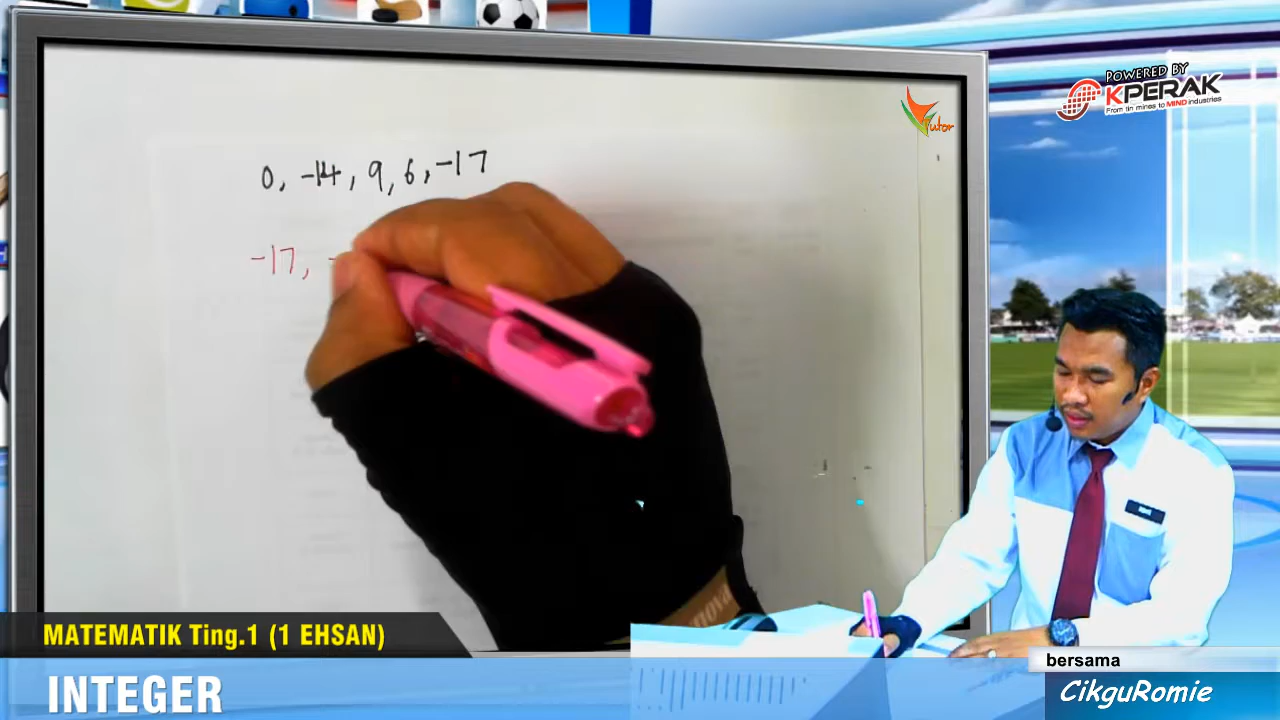 POWERED BY
KPERAK
From tin mines to MIND industries
Tutor
0, -14, 9, 6, -17
-17, -
MATEMATIK Ting.1 (1 EHSAN)
INTEGER
bersama
CikguRomie